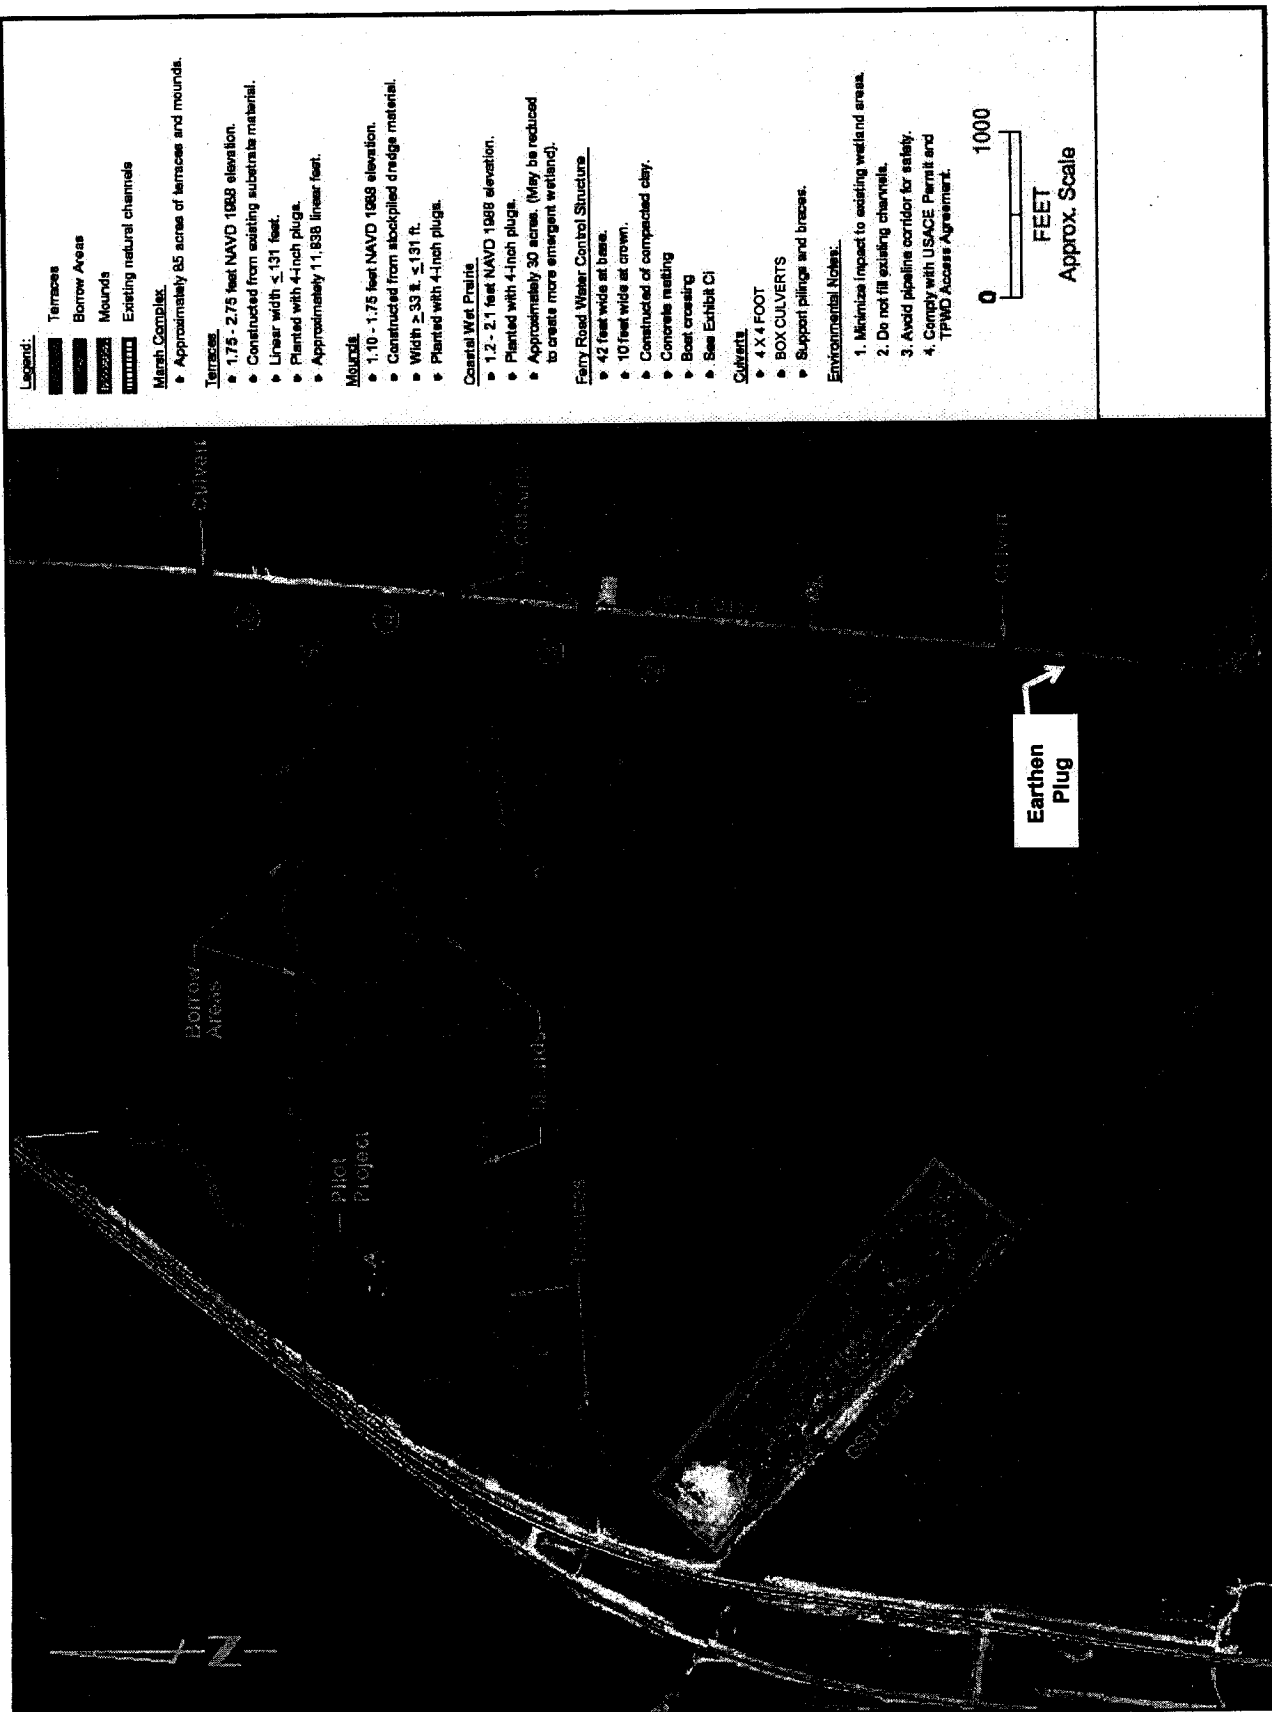 Legend:
Terraces
Borrow Areas
Mounds
Existing natural channels
Marsh Complex
• Approximately 85 acres of terraces and mounds.
Terraces
• 1.75 - 2.75 feet NAVD 1988 elevation.
• Constructed from existing substrate material.
• Linear width ≤ 131 feet.
• Planted with 4-inch plugs.
• Approximately 11,838 linear feet.
Mounds
• 1.10 - 1.75 feet NAVD 1988 elevation.
• Constructed from stockpiled dredge material.
• Width ≥ 33 ft. ≤ 131 ft.
• Planted with 4-inch plugs.
Coastal Wet Prairie
• 1.2 - 2.1 feet NAVD 1988 elevation.
• Planted with 4-inch plugs.
• Approximately 30 acres. (May be reduced
to create more emergent wetland).
Ferry Road Water Control Structure
• 42 feet wide at base.
• 10 feet wide at crown.
• Constructed of compacted clay.
• Concrete matting
• Boat crossing
• See Exhibit CI
Culverts
• 4 X 4 FOOT
• BOX CULVERTS
• Support pilings and braces.
Environmental Notes:
1. Minimize impact to existing wetland areas.
2. Do not fill existing channels.
3. Avoid pipeline corridor for safety.
4. Comply with USACE Permit and
TPWD Access Agreement.
0 1000
FEET
Approx. Scale
Culvert
Culverts
Culvert
Earthen
Plug
Borrow
Areas
Mounds
Pilot
Project
Terraces
N